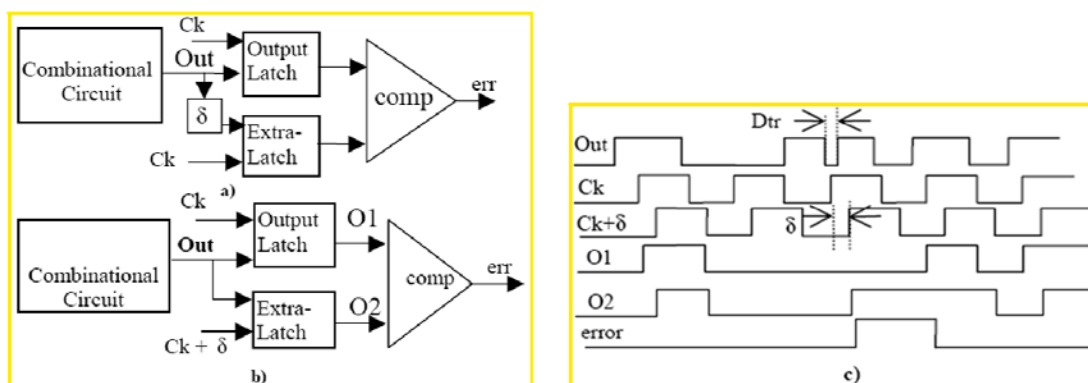 Ck
Combinational
Circuit
Out
Output
Latch
δ
Extra-
Latch
Ck
comp
err
a)
Ck
Combinational
Circuit
Out
Output
Latch
O1
Extra-
Latch
O2
Ck + δ
comp
err
b)
Dtr
Out
Ck
Ck+δ
δ
O1
O2
error
c)